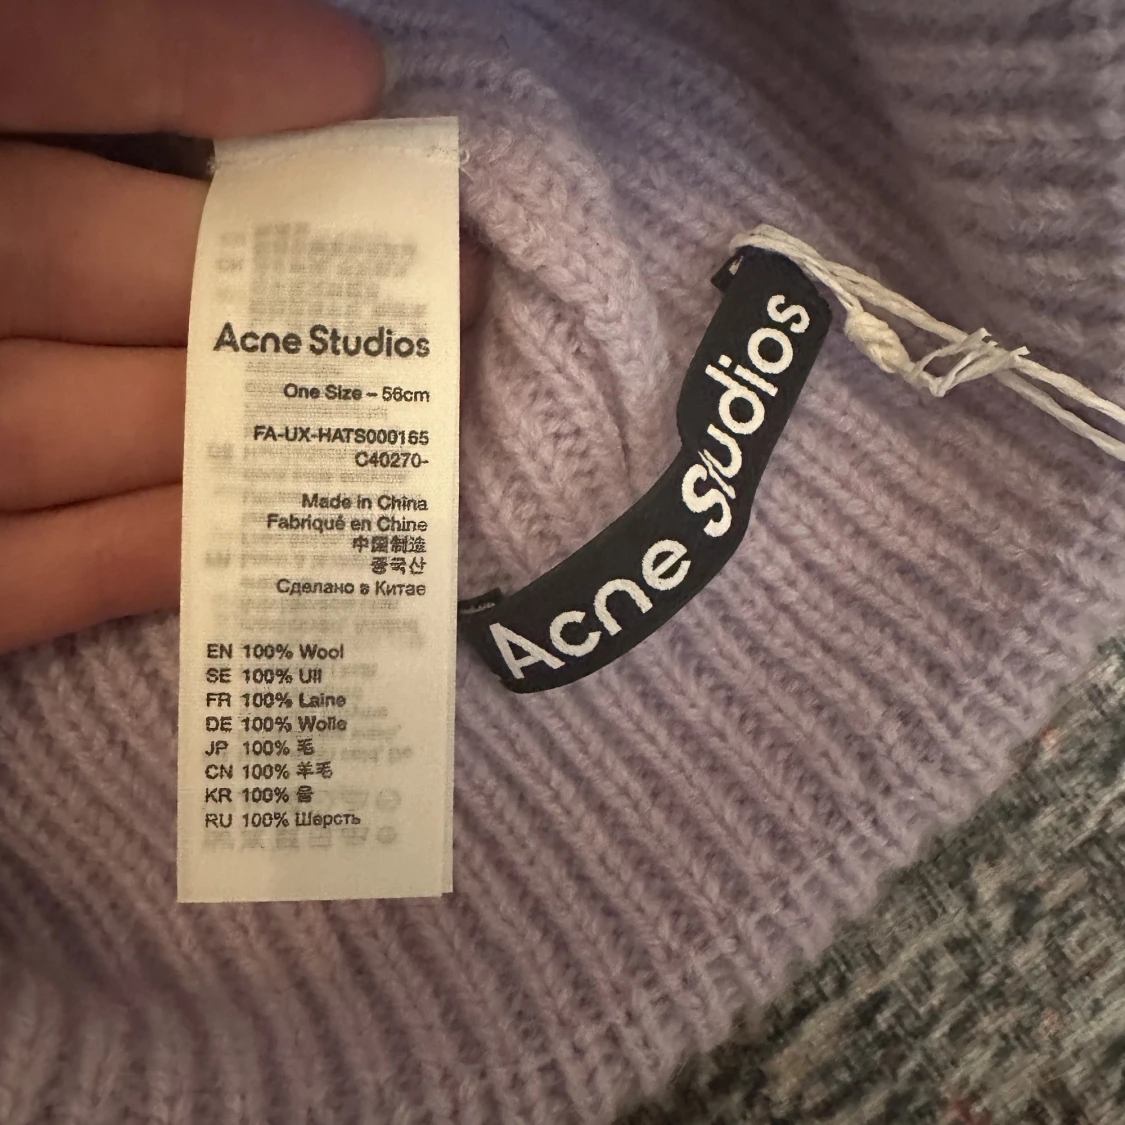 Acne Studios
One Size – 56cm
FA-UX-HATS000165
C40270-
Made in China
Fabriqué en Chine
中国制造
중국산
Сделано в Китае
EN 100% Wool
SE 100% Ull
FR 100% Laine
DE 100% Wolle
JP 100% 毛
CN 100% 羊毛
KR 100% 울
RU 100% Шерсть
Acne Studios